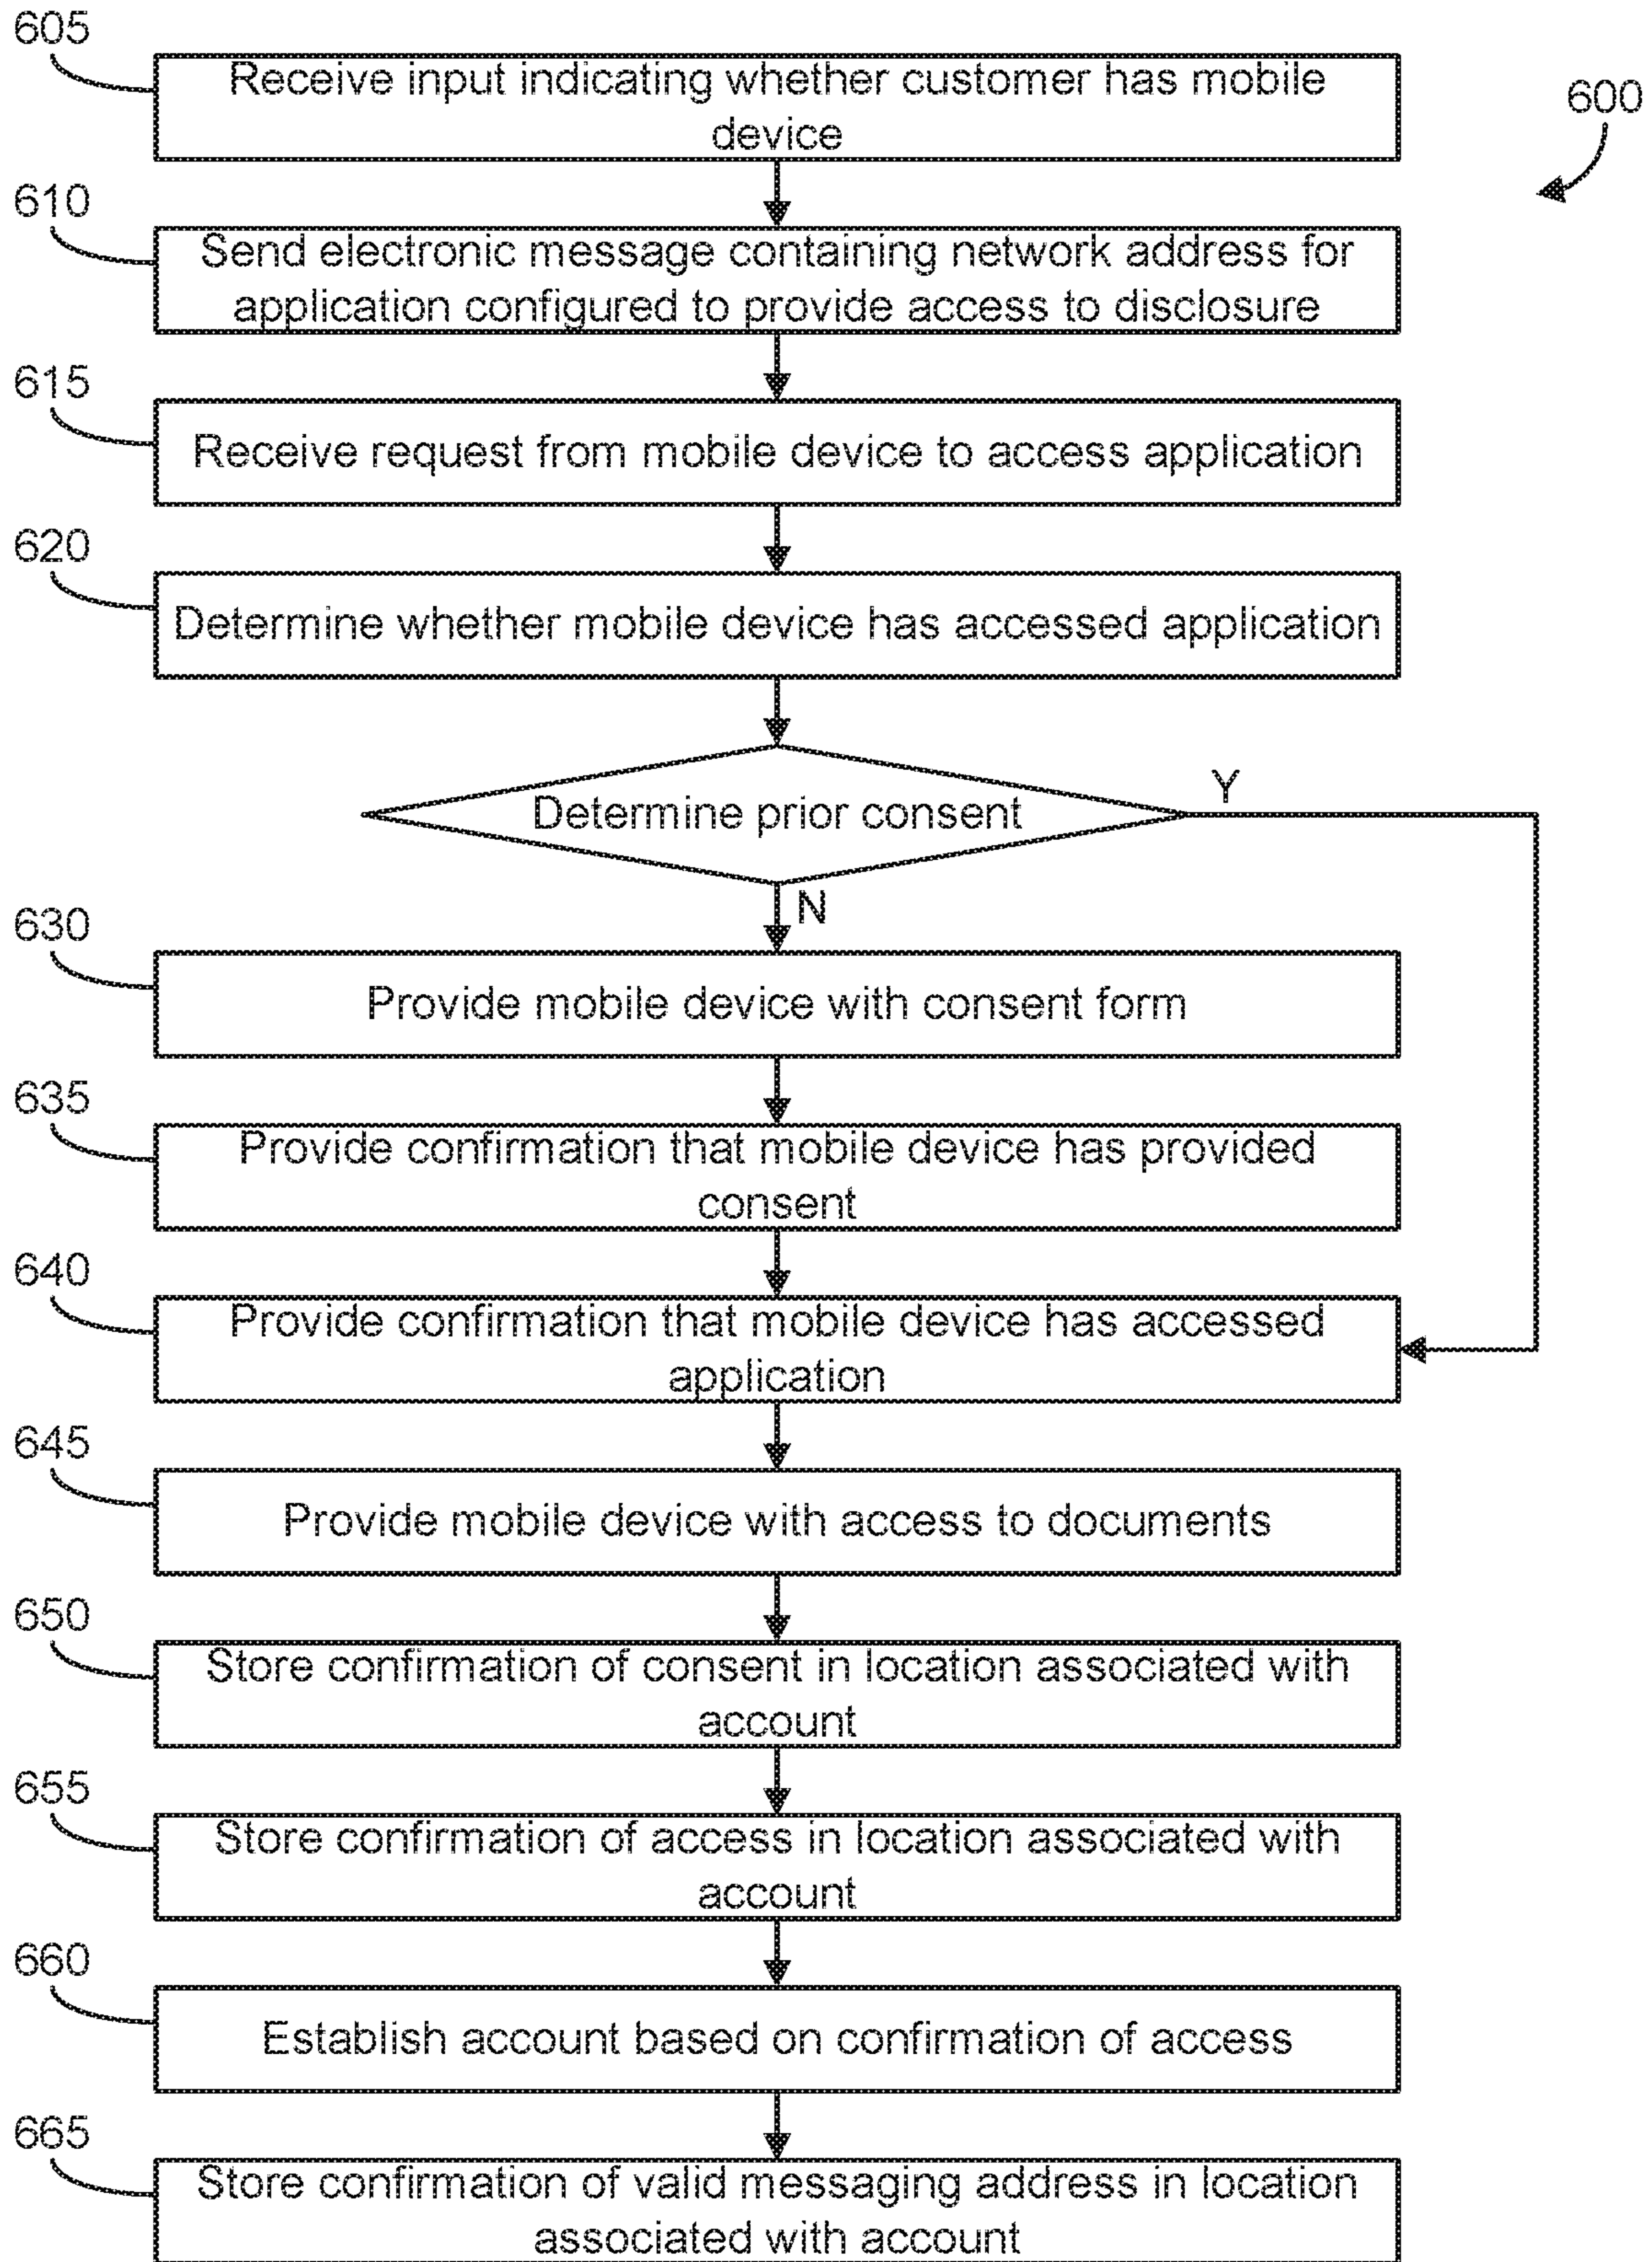 605
Receive input indicating whether customer has mobile
device
600
610
Send electronic message containing network address for
application configured to provide access to disclosure
615
Receive request from mobile device to access application
620
Determine whether mobile device has accessed application
Determine prior consent
Y
N
630
Provide mobile device with consent form
635
Provide confirmation that mobile device has provided
consent
640
Provide confirmation that mobile device has accessed
application
645
Provide mobile device with access to documents
650
Store confirmation of consent in location associated with
account
655
Store confirmation of access in location associated with
account
660
Establish account based on confirmation of access
665
Store confirmation of valid messaging address in location
associated with account